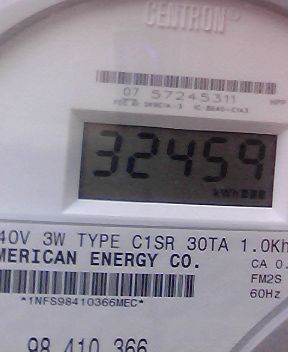 CENTRON®
07 57245311
32459
kWh
40V 3W TYPE C1SR 30TA 1.0Kh
MERICAN ENERGY CO.
CA 0.
FM2S
60Hz
*1NFS98410366MEC*
98 410 366